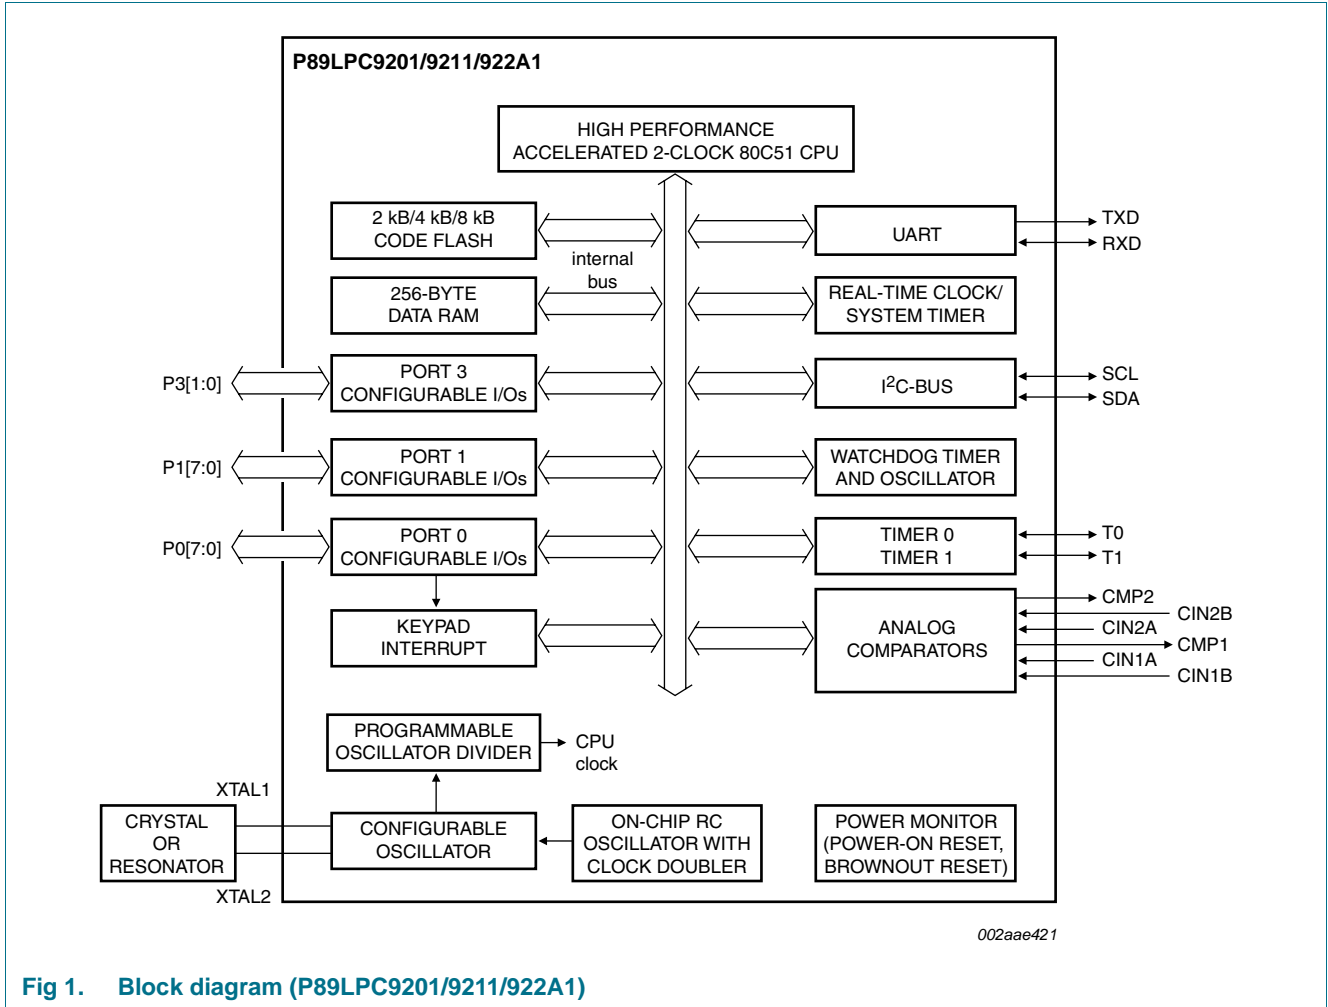 P89LPC9201/9211/922A1
HIGH PERFORMANCE
ACCELERATED 2-CLOCK 80C51 CPU
2 kB/4 kB/8 kB
CODE FLASH
internal
bus
UART
TXD
RXD
256-BYTE
DATA RAM
REAL-TIME CLOCK/
SYSTEM TIMER
P3[1:0]
PORT 3
CONFIGURABLE I/Os
I2C-BUS
SCL
SDA
P1[7:0]
PORT 1
CONFIGURABLE I/Os
WATCHDOG TIMER
AND OSCILLATOR
P0[7:0]
PORT 0
CONFIGURABLE I/Os
TIMER 0
TIMER 1
T0
T1
KEYPAD
INTERRUPT
ANALOG
COMPARATORS
CMP2
CIN2B
CIN2A
CMP1
CIN1A
CIN1B
PROGRAMMABLE
OSCILLATOR DIVIDER
CPU
clock
XTAL1
CRYSTAL
OR
RESONATOR
XTAL2
CONFIGURABLE
OSCILLATOR
ON-CHIP RC
OSCILLATOR WITH
CLOCK DOUBLER
POWER MONITOR
(POWER-ON RESET,
BROWNOUT RESET)
002aae421
Fig 1. Block diagram (P89LPC9201/9211/922A1)